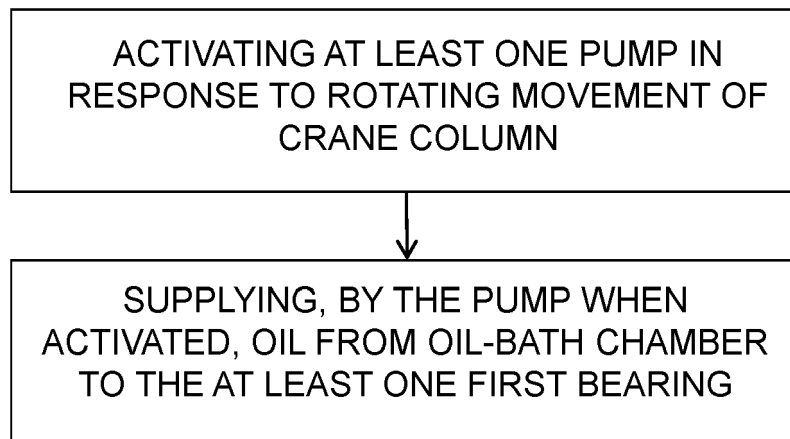 ACTIVATING AT LEAST ONE PUMP IN
RESPONSE TO ROTATING MOVEMENT OF
CRANE COLUMN
SUPPLYING, BY THE PUMP WHEN
ACTIVATED, OIL FROM OIL-BATH CHAMBER
TO THE AT LEAST ONE FIRST BEARING